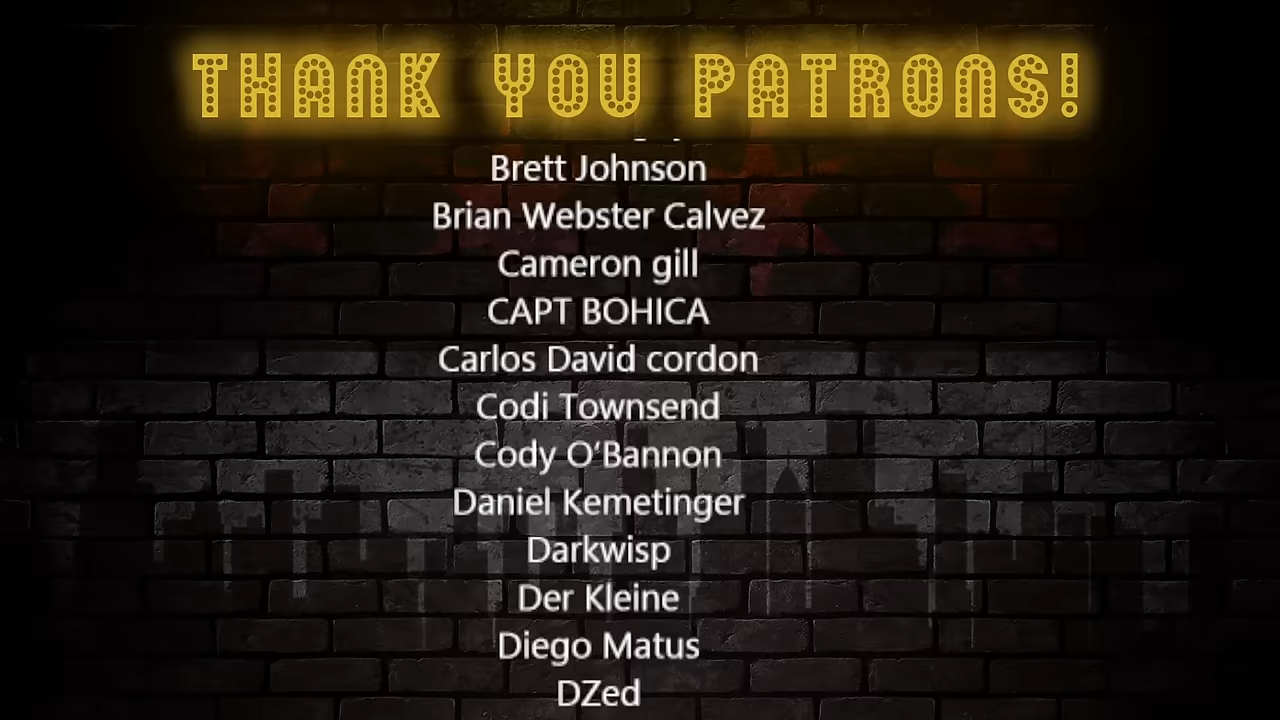 THANK YOU PATRONS!
Brett Johnson
Brian Webster Calvez
Cameron gill
CAPT BOHICA
Carlos David cordon
Codi Townsend
Cody O‘Bannon
Daniel Kemetinger
Darkwisp
Der Kleine
Diego Matus
DZed